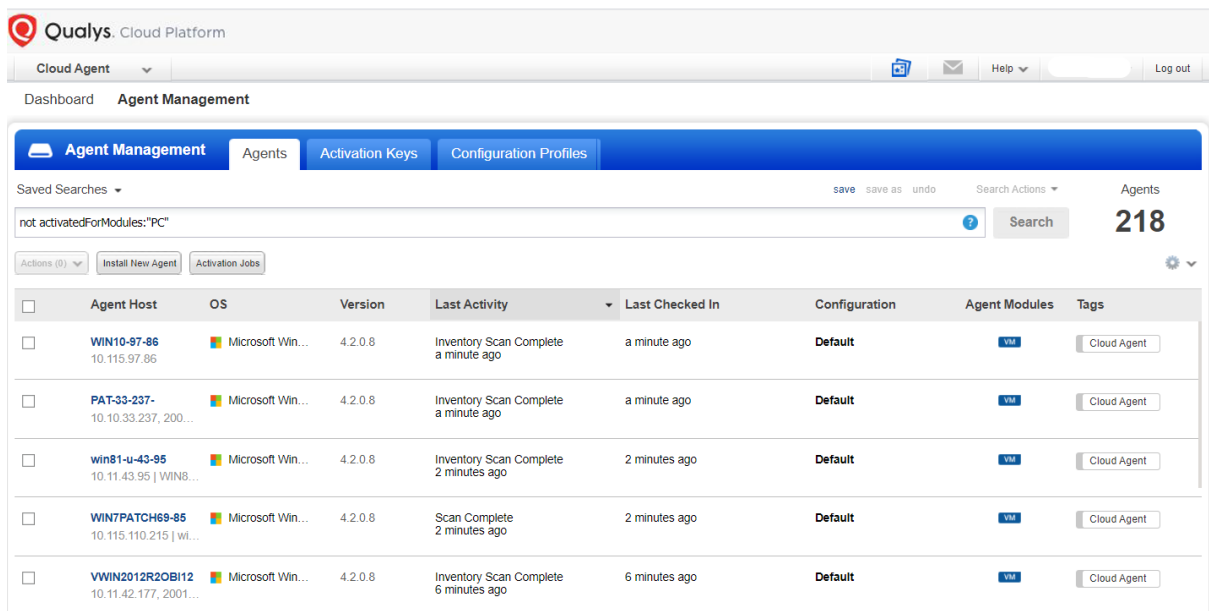 Qualys. Cloud Platform
Cloud Agent
Help
Log out
Dashboard Agent Management
Agent Management Agents Activation Keys Configuration Profiles
Saved Searches save save as undo Search Actions Agents
not activatedForModules:"PC" ? Search 218
Actions (0) Install New Agent Activation Jobs
Agent Host OS Version Last Activity Last Checked In Configuration Agent Modules Tags
WIN10-97-86 Microsoft Win... 4.2.0.8 Inventory Scan Complete a minute ago Default VM Cloud Agent
10.115.97.86 a minute ago
PAT-33-237- Microsoft Win... 4.2.0.8 Inventory Scan Complete a minute ago Default VM Cloud Agent
10.10.33.237, 200... a minute ago
win81-u-43-95 Microsoft Win... 4.2.0.8 Inventory Scan Complete 2 minutes ago Default VM Cloud Agent
10.11.43.95 | WIN8... 2 minutes ago
WIN7PATCH69-85 Microsoft Win... 4.2.0.8 Scan Complete 2 minutes ago Default VM Cloud Agent
10.115.110.215 | wi... 2 minutes ago
VWIN2012R2OBI12 Microsoft Win... 4.2.0.8 Inventory Scan Complete 6 minutes ago Default VM Cloud Agent
10.11.42.177, 2001... 6 minutes ago